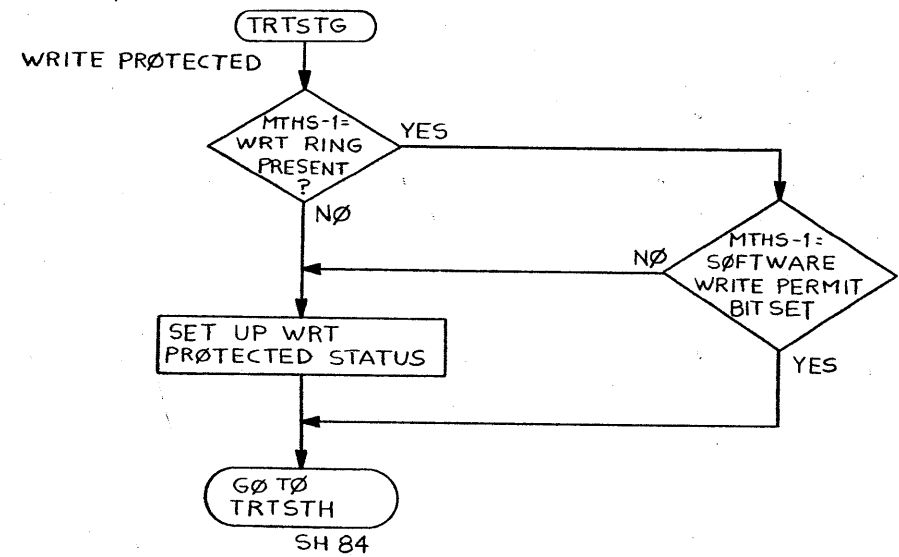 TRTSTG
WRITE PRØTECTED
MTHS-1=
WRT RING
PRESENT
?
YES
NØ
MTHS-1=
SØFTWARE
WRITE PERMIT
BIT SET
NØ
YES
SET UP WRT
PRØTECTED STATUS
GØ TØ
TRTSTH
SH 84